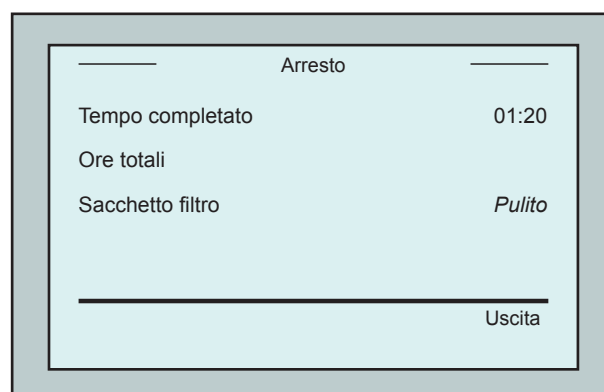 Arresto
Tempo completato 01:20
Ore totali
Sacchetto filtro Pulito
Uscita